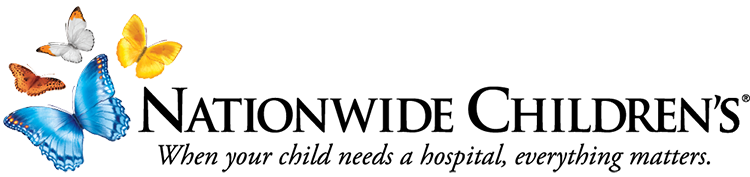 NATIONWIDE CHILDREN'S®
When your child needs a hospital, everything matters.